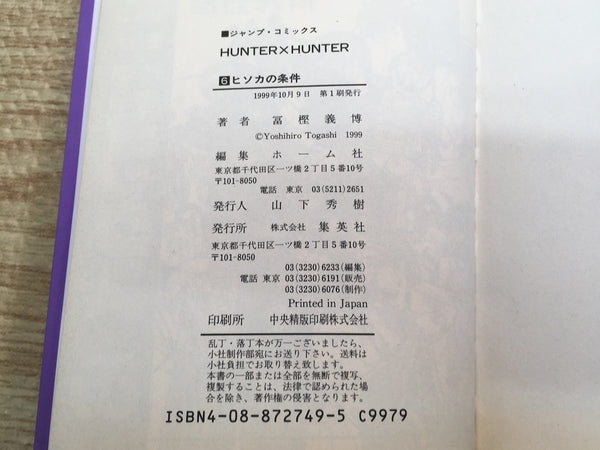 ■ジャンプ・コミックス
HUNTER×HUNTER
6ヒソカの条件
1999年10月9日 第1刷発行
著者 冨樫義博
©Yoshihiro Togashi 1999
編集 ホーム社
東京都千代田区一ツ橋2丁目5番10号
〒101-8050
電話 東京 03(5211)2651
発行人 山下秀樹
発行所 株式会社 集英社
東京都千代田区一ツ橋2丁目5番10号
〒101-8050
03(3230)6233(編集)
電話 東京 03(3230)6191(販売)
03(3230)6076(制作)
Printed in Japan
印刷所 中央精版印刷株式会社
乱丁・落丁本が万一ございましたら、
小社制作部宛にお送り下さい。送料は
小社負担でお取り替え致します。
本書の一部または全部を無断で複写、
複製することは、法律で認められた場
合を除き、著作権の侵害となります。
ISBN4-08-872749-5 C9979